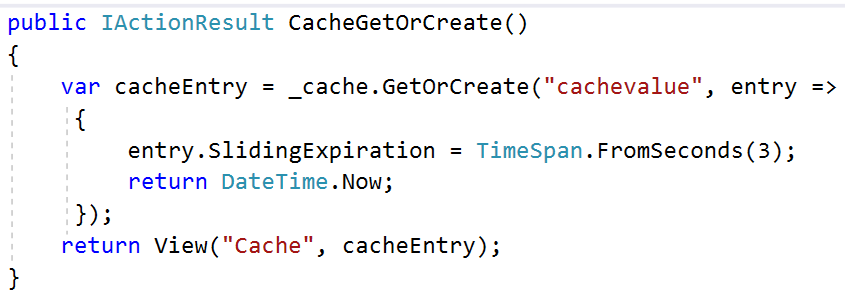 public IActionResult CacheGetOrCreate()
{
    var cacheEntry = _cache.GetOrCreate("cachevalue", entry =>
     {
         entry.SlidingExpiration = TimeSpan.FromSeconds(3);
         return DateTime.Now;
     });
    return View("Cache", cacheEntry);
}